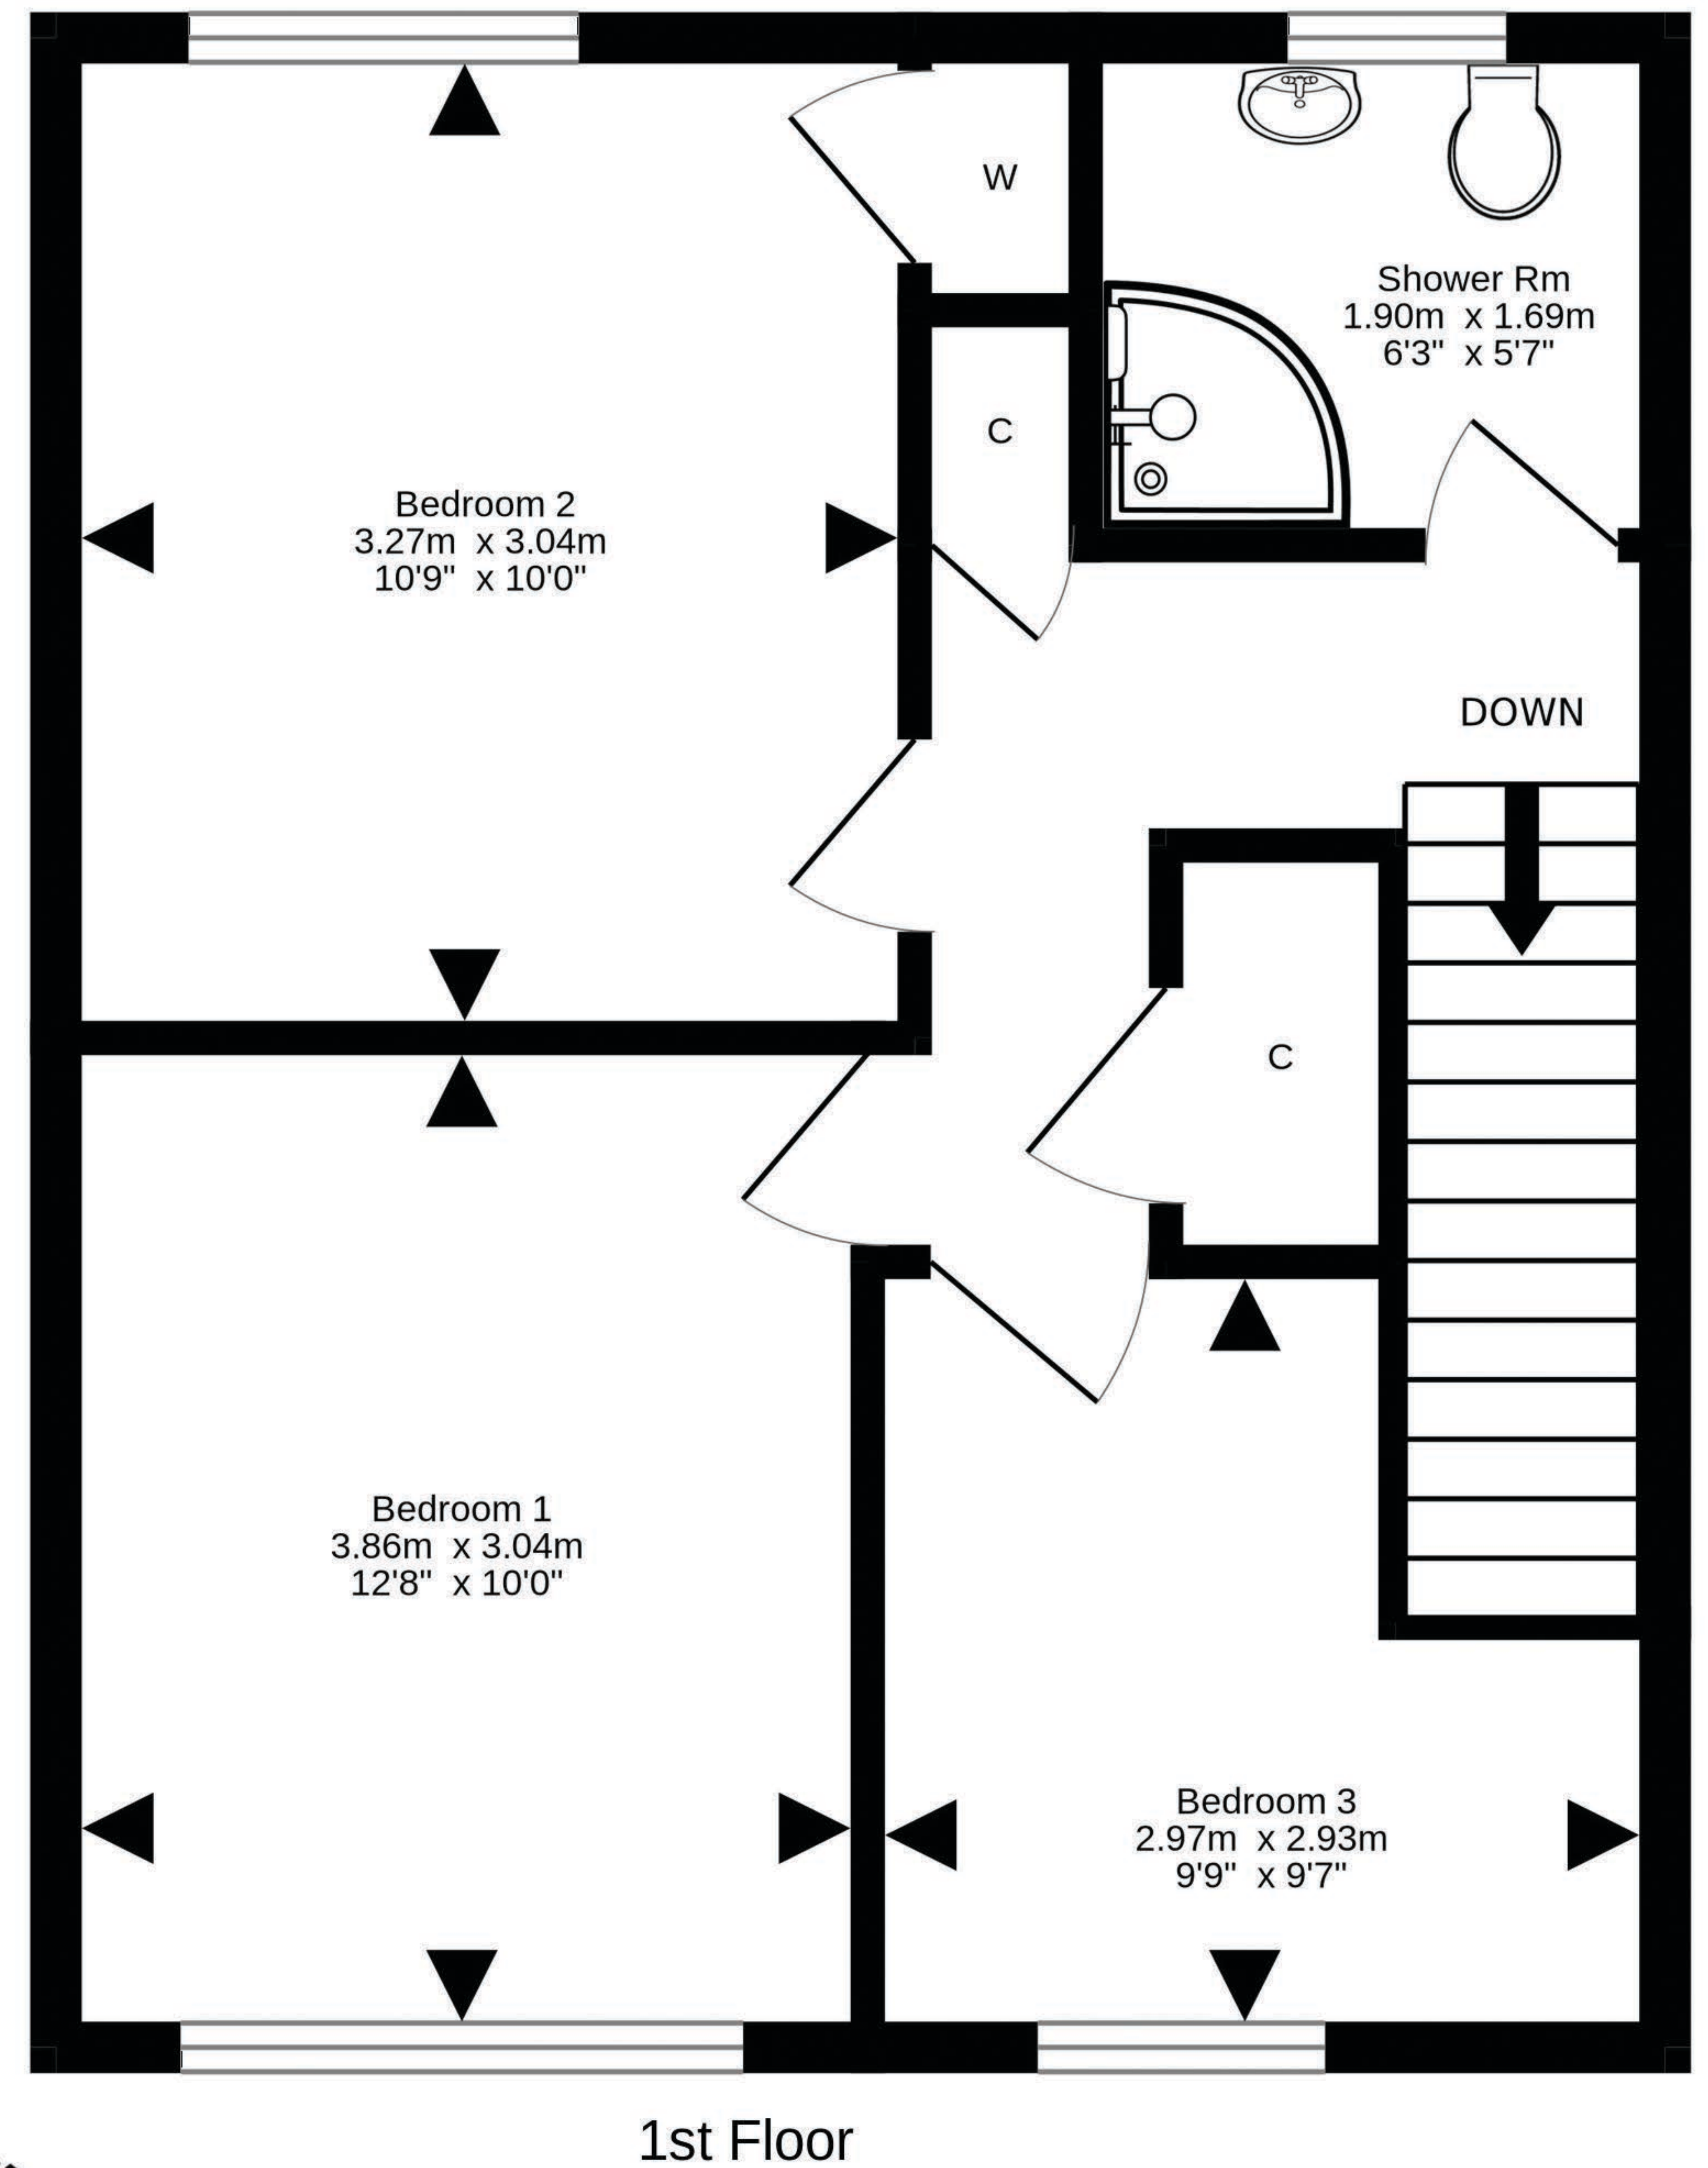 W
Shower Rm
1.90m x 1.69m
6'3" x 5'7"
C
Bedroom 2
3.27m x 3.04m
10'9" x 10'0"
DOWN
C
Bedroom 1
3.86m x 3.04m
12'8" x 10'0"
Bedroom 3
2.97m x 2.93m
9'9" x 9'7"
1st Floor